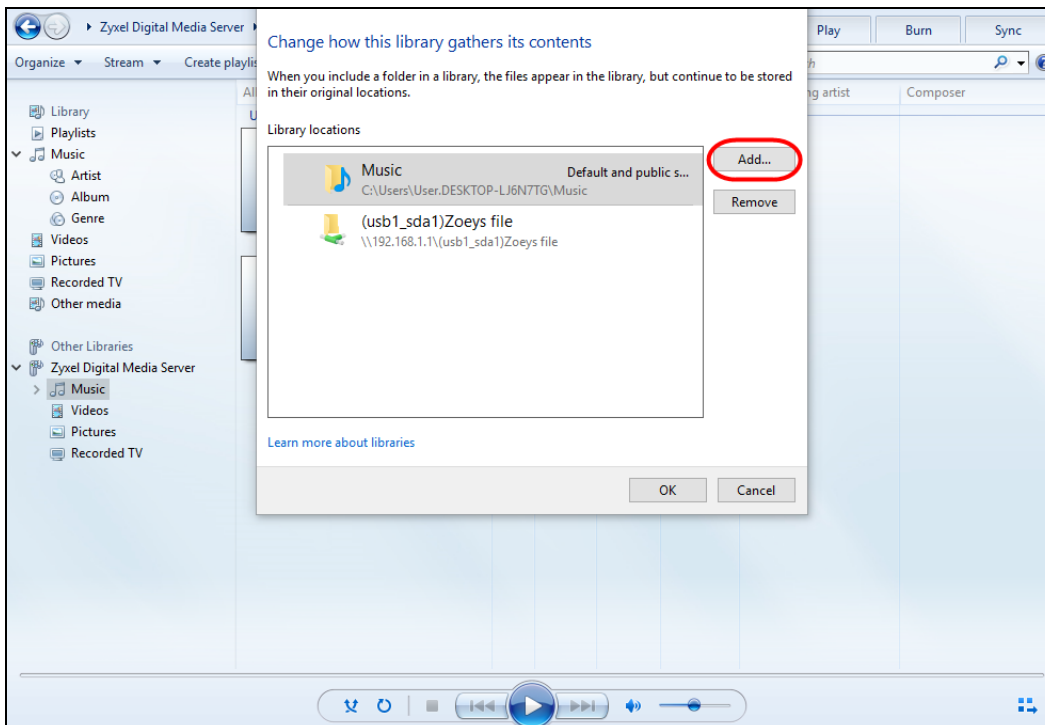 Zyxel Digital Media Server
Play
Burn
Sync
Organize
Stream
Create playlis
Change how this library gathers its contents
When you include a folder in a library, the files appear in the library, but continue to be stored
in their original locations.
Library locations
Music
Default and public s...
C:\Users\User.DESKTOP-LJ6N7TG\Music
(usb1_sda1)Zoeys file
\\192.168.1.1\(usb1_sda1)Zoeys file
Add...
Remove
Learn more about libraries
OK
Cancel
ng artist
Composer
Library
Playlists
Music
Artist
Album
Genre
Videos
Pictures
Recorded TV
Other media
Other Libraries
Zyxel Digital Media Server
Music
Videos
Pictures
Recorded TV